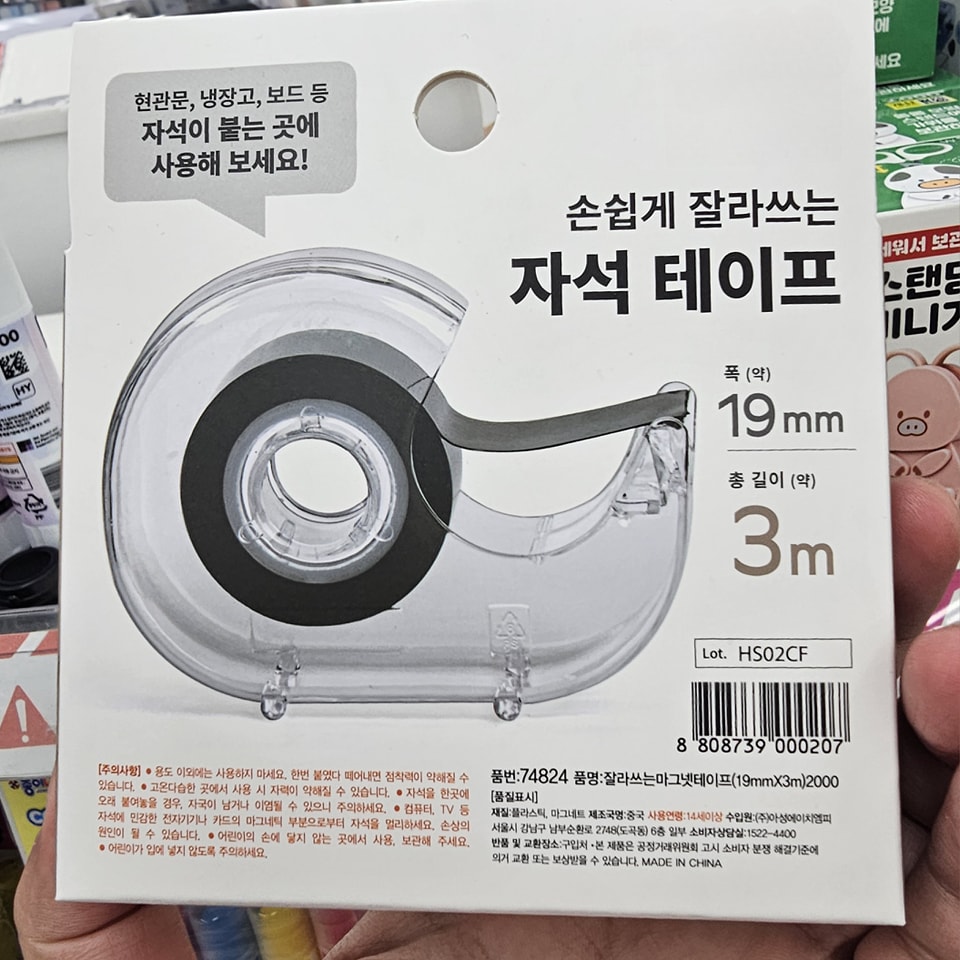 현관문, 냉장고, 보드 등
자석이 붙는 곳에
사용해 보세요!
손쉽게 잘라쓰는
자석 테이프
폭 (약)
19mm
총 길이 (약)
3m
Lot. HS02CF
8 808739 000207
[주의사항] • 용도 이외에는 사용하지 마세요. 한번 붙였다 떼어내면 점착력이 약해질 수
있습니다. • 고온다습한 곳에서 사용 시 자력이 약해질 수 있습니다. • 자석을 한곳에
오래 붙여놓을 경우, 자국이 남거나 이염될 수 있으니 주의하세요. • 컴퓨터, TV 등
자석에 민감한 전자기기나 카드의 마그네틱 부분으로부터 자석을 멀리하세요. 손상의
원인이 될 수 있습니다. • 어린이의 손에 닿지 않는 곳에서 사용, 보관해 주세요.
• 어린이가 입에 넣지 않도록 주의하세요.
품번:74824 품명:잘라쓰는마그넷테이프(19mmX3m)2000
[품질표시]
재질:플라스틱, 마그네트 제조국명:중국 사용연령:14세이상 수입원:(주)아성에이치엠피
서울시 강남구 남부순환로 2748(도곡동) 6층 일부 소비자상담실:1522-4400
반품 및 교환장소:구입처 • 본 제품은 공정거래위원회 고시 소비자 분쟁 해결기준에
의거 교환 또는 보상받을 수 있습니다. MADE IN CHINA
세워서 보관
스탠딩
미니